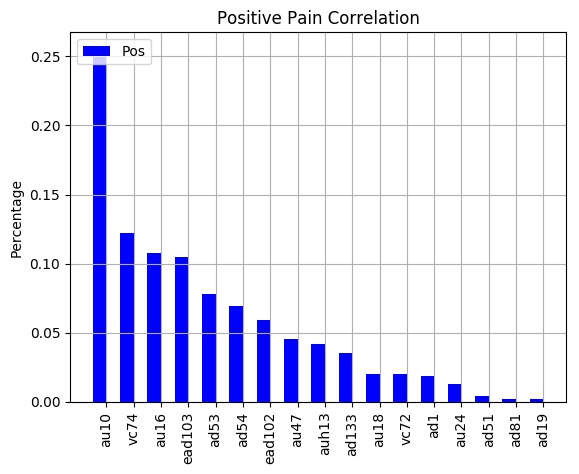 Positive Pain Correlation
Pos
Percentage
0.25
0.20
0.15
0.10
0.05
0.00
au10
vc74
au16
ead103
ad53
ad54
ead102
au47
auh13
ad133
au18
vc72
ad1
au24
ad51
ad81
ad19